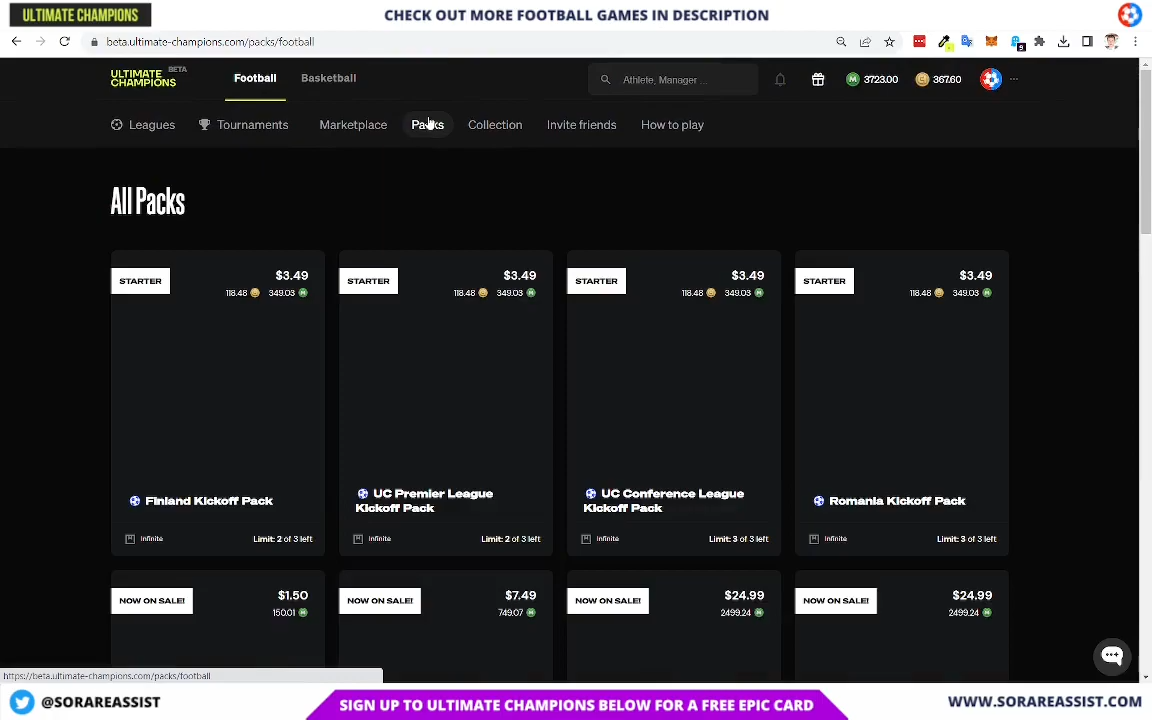 ULTIMATE CHAMPIONS
CHECK OUT MORE FOOTBALL GAMES IN DESCRIPTION
beta.ultimate-champions.com/packs/football
9
ULTIMATE CHAMPIONS BETA
Football
Basketball
Athlete, Manager ...
M 3723.00
367.60
Leagues
Tournaments
Marketplace
Packs
Collection
Invite friends
How to play
All Packs
STARTER
$3.49
118.48 349.03 M
Finland Kickoff Pack
Infinite
Limit: 2 of 3 left
STARTER
$3.49
118.48 349.03 M
UC Premier League
Kickoff Pack
Infinite
Limit: 2 of 3 left
STARTER
$3.49
118.48 349.03 M
UC Conference League
Kickoff Pack
Infinite
Limit: 3 of 3 left
STARTER
$3.49
118.48 349.03 M
Romania Kickoff Pack
Infinite
Limit: 3 of 3 left
NOW ON SALE!
$1.50
150.01 M
NOW ON SALE!
$7.49
749.07 M
NOW ON SALE!
$24.99
2499.24 M
NOW ON SALE!
$24.99
2499.24 M
https://beta.ultimate-champions.com/packs/football
@SORAREASSIST
SIGN UP TO ULTIMATE CHAMPIONS BELOW FOR A FREE EPIC CARD
WWW.SORAREASSIST.COM